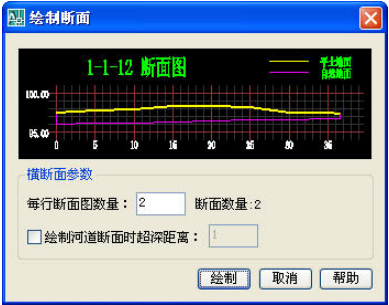 绘制断面
1-1-12 断面图
平土地面
自然地面
100.00
95.00
0 5 10 15 20 25 30 35
横断面参数
每行断面图数量： 2 断面数量:2
绘制河道断面时超深距离： 1
绘制 取消 帮助